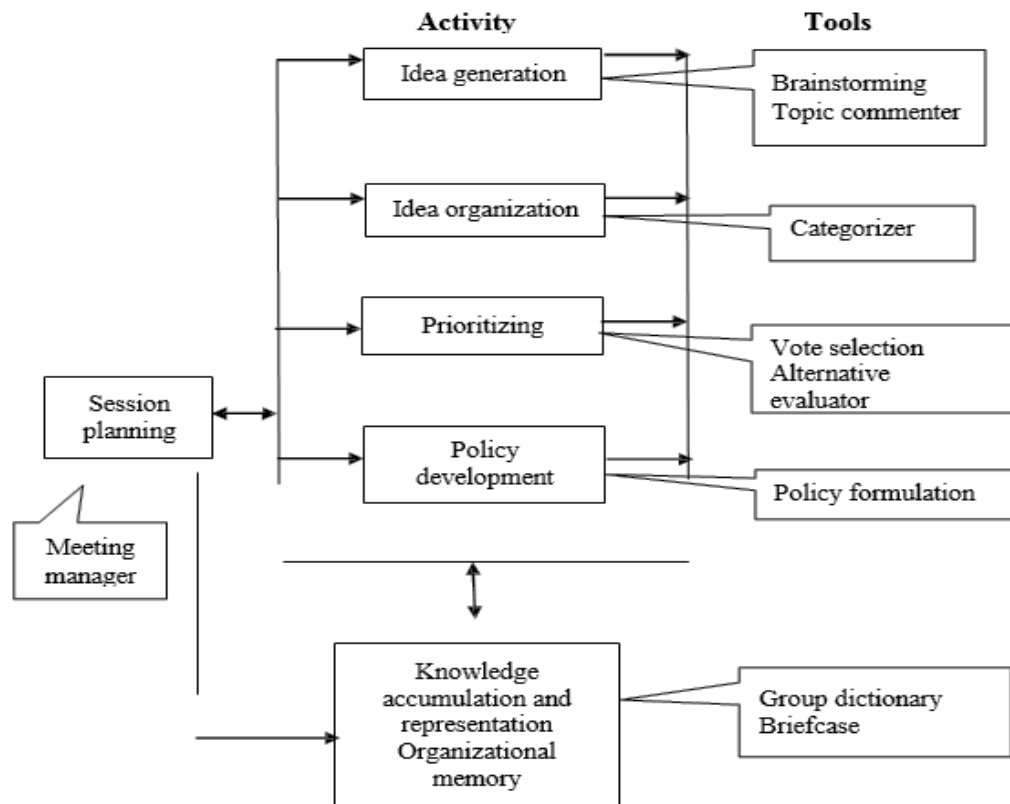 Activity
Tools
Idea generation
Brainstorming
Topic commenter
Idea organization
Categorizer
Prioritizing
Vote selection
Alternative
evaluator
Session
planning
Policy
development
Policy formulation
Meeting
manager
Knowledge
accumulation and
representation
Organizational
memory
Group dictionary
Briefcase